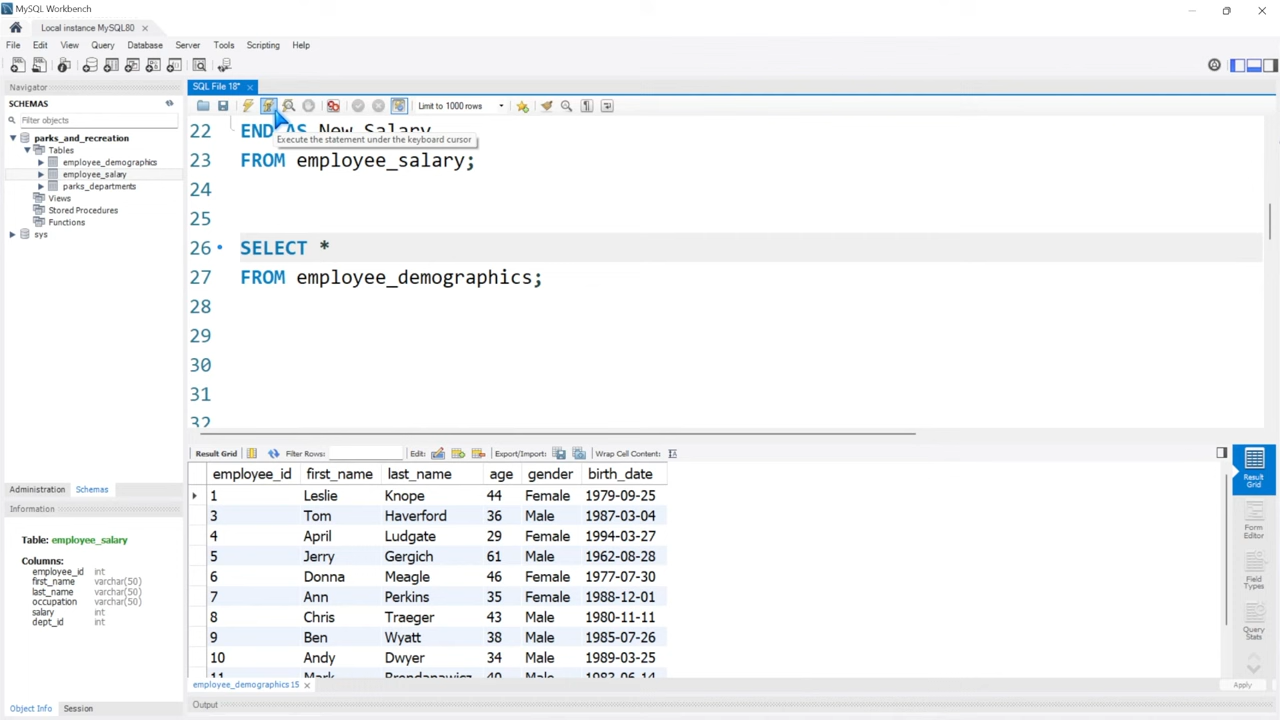 MySQL Workbench
Local instance MySQL80
File Edit View Query Database Server Tools Scripting Help
Navigator
SCHEMAS
Filter objects
parks_and_recreation
Tables
employee_demographics
employee_salary
parks_departments
Views
Stored Procedures
Functions
sys
Administration Schemas
Information
Table: employee_salary
Columns:
employee_id int
first_name varchar(50)
last_name varchar(50)
occupation varchar(50)
salary int
dept_id int
Object Info Session
SQL File 18*
Limit to 1000 rows
22 END AS New_Salary
Execute the statement under the keyboard cursor
23 FROM employee_salary;
24
25
26 SELECT *
27 FROM employee_demographics;
28
29
30
31
32
Result Grid Filter Rows: Edit: Export/Import: Wrap Cell Content:
employee_id first_name last_name age gender birth_date
1 Leslie Knope 44 Female 1979-09-25
3 Tom Haverford 36 Male 1987-03-04
4 April Ludgate 29 Female 1994-03-27
5 Jerry Gergich 61 Male 1962-08-28
6 Donna Meagle 46 Female 1977-07-30
7 Ann Perkins 35 Female 1988-12-01
8 Chris Traeger 43 Male 1980-11-11
9 Ben Wyatt 38 Male 1985-07-26
10 Andy Dwyer 34 Male 1989-03-25
11 Mark Brendanawicz 40 Male 1983-06-14
employee_demographics 15
Output
Result
Grid
Form
Editor
Field
Types
Query
Stats
Apply